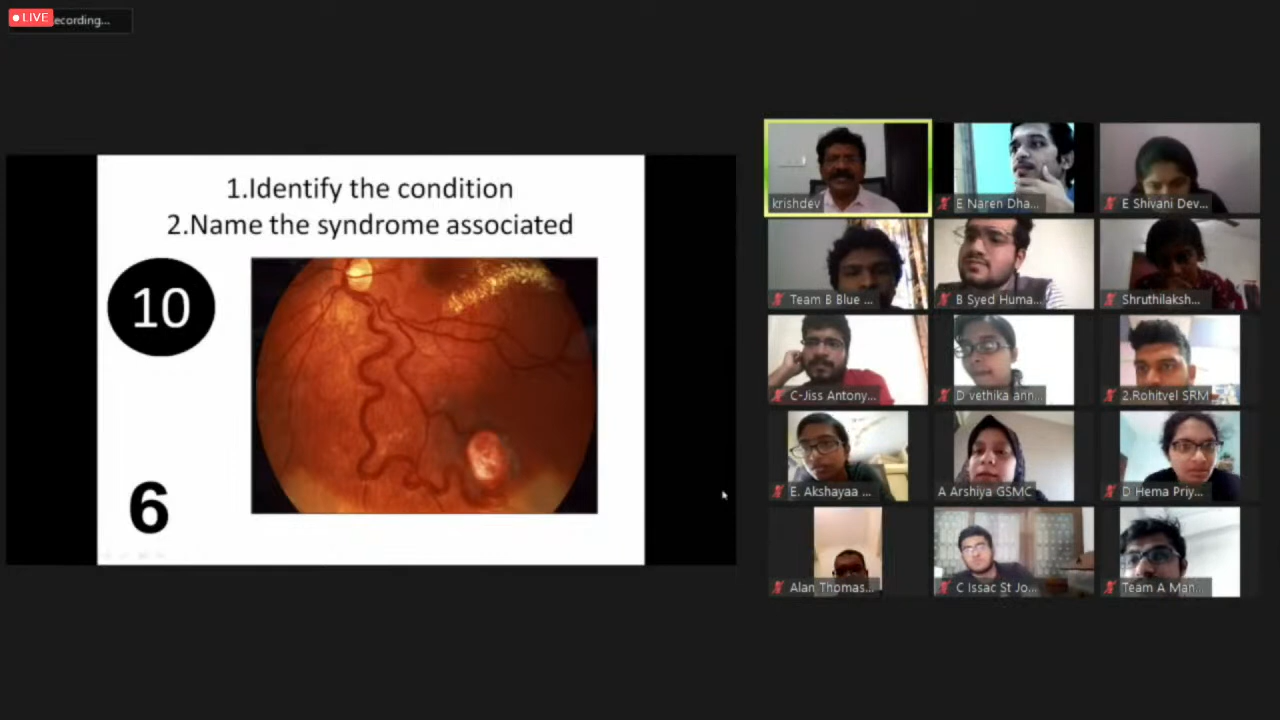 LIVE
ecording...
1.Identify the condition
2.Name the syndrome associated
10
6
krishdev
E Naren Dha...
E Shivani Dev...
Team B Blue ...
B Syed Huma...
Shruthilaksh...
C-Jiss Antony...
D vethika ann...
2.Rohitvel SRM
E. Akshayaa ...
A Arshiya GSMC
D Hema Priy...
Alan Thomas...
C Issac St Jo...
Team A Man...